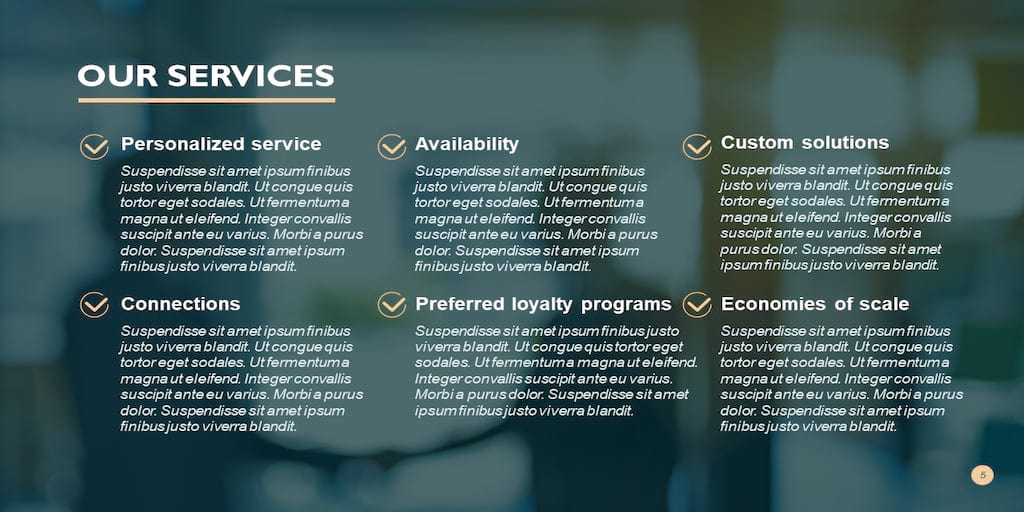 OUR SERVICES
Personalized service
Suspendisse sit amet ipsum finibus
justo viverra blandit. Ut congue quis
tortor eget sodales. Ut fermentum a
magna ut eleifend. Integer convallis
suscipit ante eu varius. Morbi a purus
dolor. Suspendisse sit amet ipsum
finibus justo viverra blandit.
Availability
Suspendisse sit amet ipsum finibus
justo viverra blandit. Ut congue quis
tortor eget sodales. Ut fermentum a
magna ut eleifend. Integer convallis
suscipit ante eu varius. Morbi a purus
dolor. Suspendisse sit amet ipsum
finibus justo viverra blandit.
Custom solutions
Suspendisse sit amet ipsum finibus
justo viverra blandit. Ut congue quis
tortor eget sodales. Ut fermentum a
magna ut eleifend. Integer convallis
suscipit ante eu varius. Morbi a
purus dolor. Suspendisse sit amet
ipsum finibus justo viverra blandit.
Connections
Suspendisse sit amet ipsum finibus
justo viverra blandit. Ut congue quis
tortor eget sodales. Ut fermentum a
magna ut eleifend. Integer convallis
suscipit ante eu varius. Morbi a purus
dolor. Suspendisse sit amet ipsum
finibus justo viverra blandit.
Preferred loyalty programs
Suspendisse sit amet ipsum finibus justo
viverra blandit. Ut congue quis tortor eget
sodales. Ut fermentum a magna ut eleifend.
Integer convallis suscipit ante eu varius.
Morbi a purus dolor. Suspendisse sit amet
ipsum finibus justo viverra blandit.
Economies of scale
Suspendisse sit amet ipsum finibus
justo viverra blandit. Ut congue quis
tortor eget sodales. Ut fermentum a
magna ut eleifend. Integer convallis
suscipit ante eu varius. Morbi a purus
dolor. Suspendisse sit amet ipsum
finibus justo viverra blandit.
5